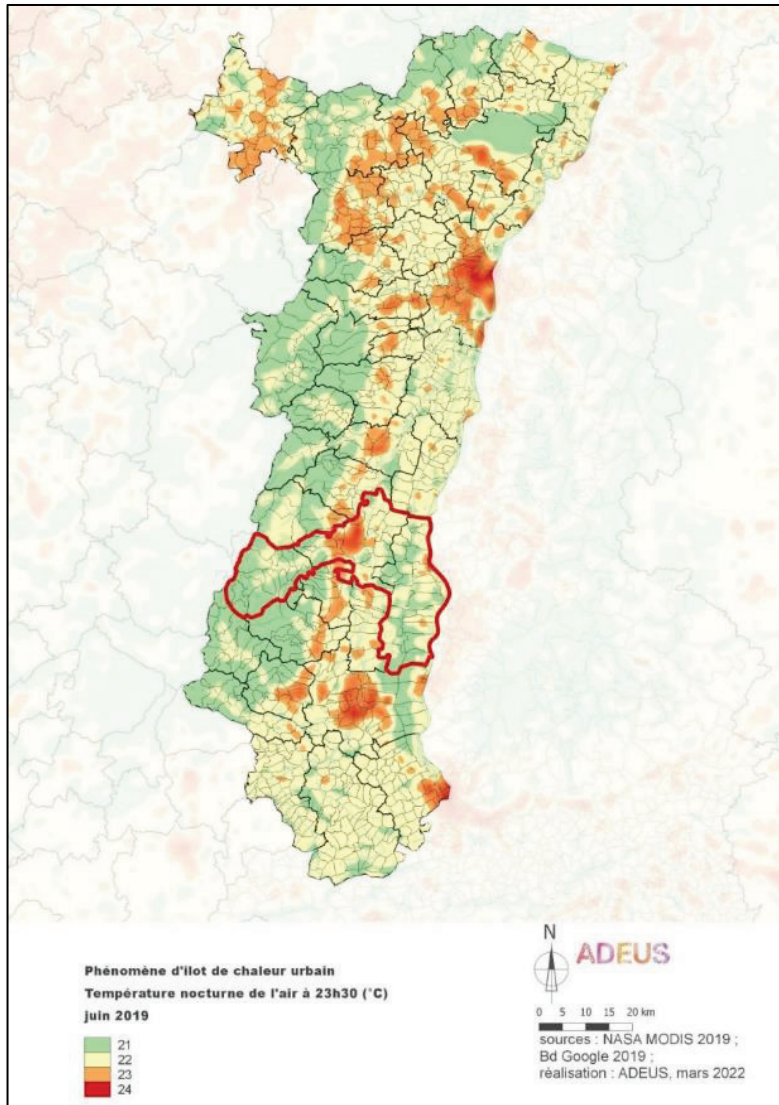 Phénomène d'ilot de chaleur urbain
Température nocturne de l'air à 23h30 (°C)
juin 2019
21
22
23
24
N
ADEUS
0 5 10 15 20 km
sources : NASA MODIS 2019 ;
Bd Google 2019 ;
réalisation : ADEUS, mars 2022